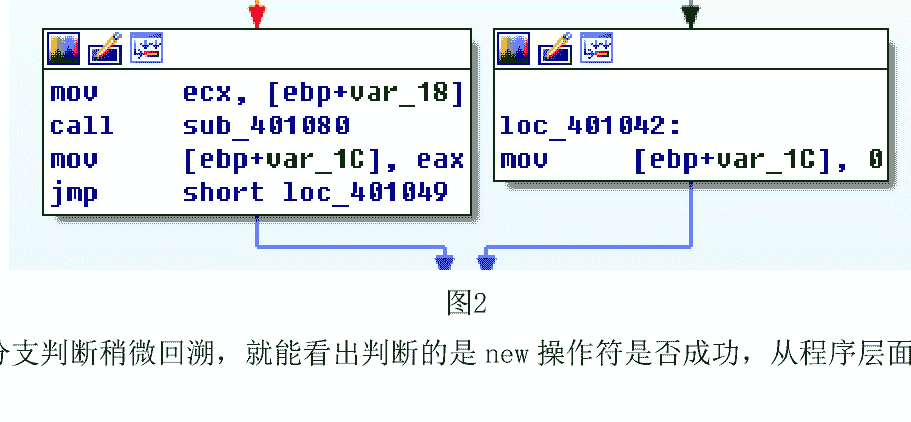 mov ecx, [ebp+var_18]
call sub_401080
mov [ebp+var_1C], eax
jmp short loc_401049
loc_401042:
mov [ebp+var_1C], 0
图2
分支判断稍微回溯，就能看出判断的是 new 操作符是否成功，从程序层面